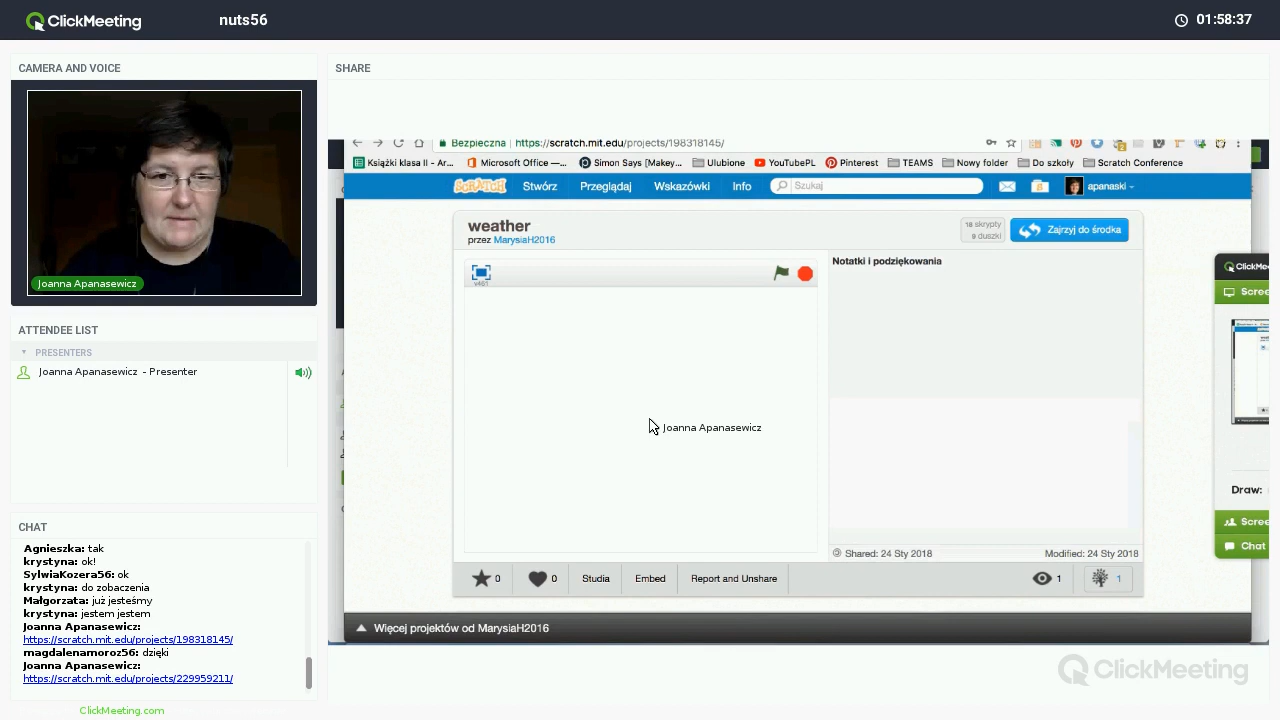 ClickMeeting
nuts56
01:58:37
CAMERA AND VOICE
Joanna Apanasewicz
ATTENDEE LIST
PRESENTERS
Joanna Apanasewicz - Presenter
CHAT
Agnieszka: tak
krystyna: ok!
SylwiaKozera56: ok
krystyna: do zobaczenia
Małgorzata: już jesteśmy
krystyna: jestem jestem
Joanna Apanasewicz:
https://scratch.mit.edu/projects/198318145/
magdalenamoroz56: dzięki
Joanna Apanasewicz:
https://scratch.mit.edu/projects/229959211/
ClickMeeting.com
SHARE
Bezpieczna https://scratch.mit.edu/projects/198318145/
Książki klasa II - Ar... Microsoft Office —... Simon Says [Makey... Ulubione YouTubePL Pinterest TEAMS Nowy folder Do szkoły Scratch Conference
SCRATCH Stwórz Przeglądaj Wskazówki Info Szukaj apanaski
weather
przez MarysiaH2016
18 skrypty
9 duszki
Zajrzyj do środka
v461
Notatki i podziękowania
Joanna Apanasewicz
Shared: 24 Sty 2018 Modified: 24 Sty 2018
0 0 Studia Embed Report and Unshare 1 1
Więcej projektów od MarysiaH2016
ClickMe
Scree
Draw:
Scree
Chat
ClickMeeting